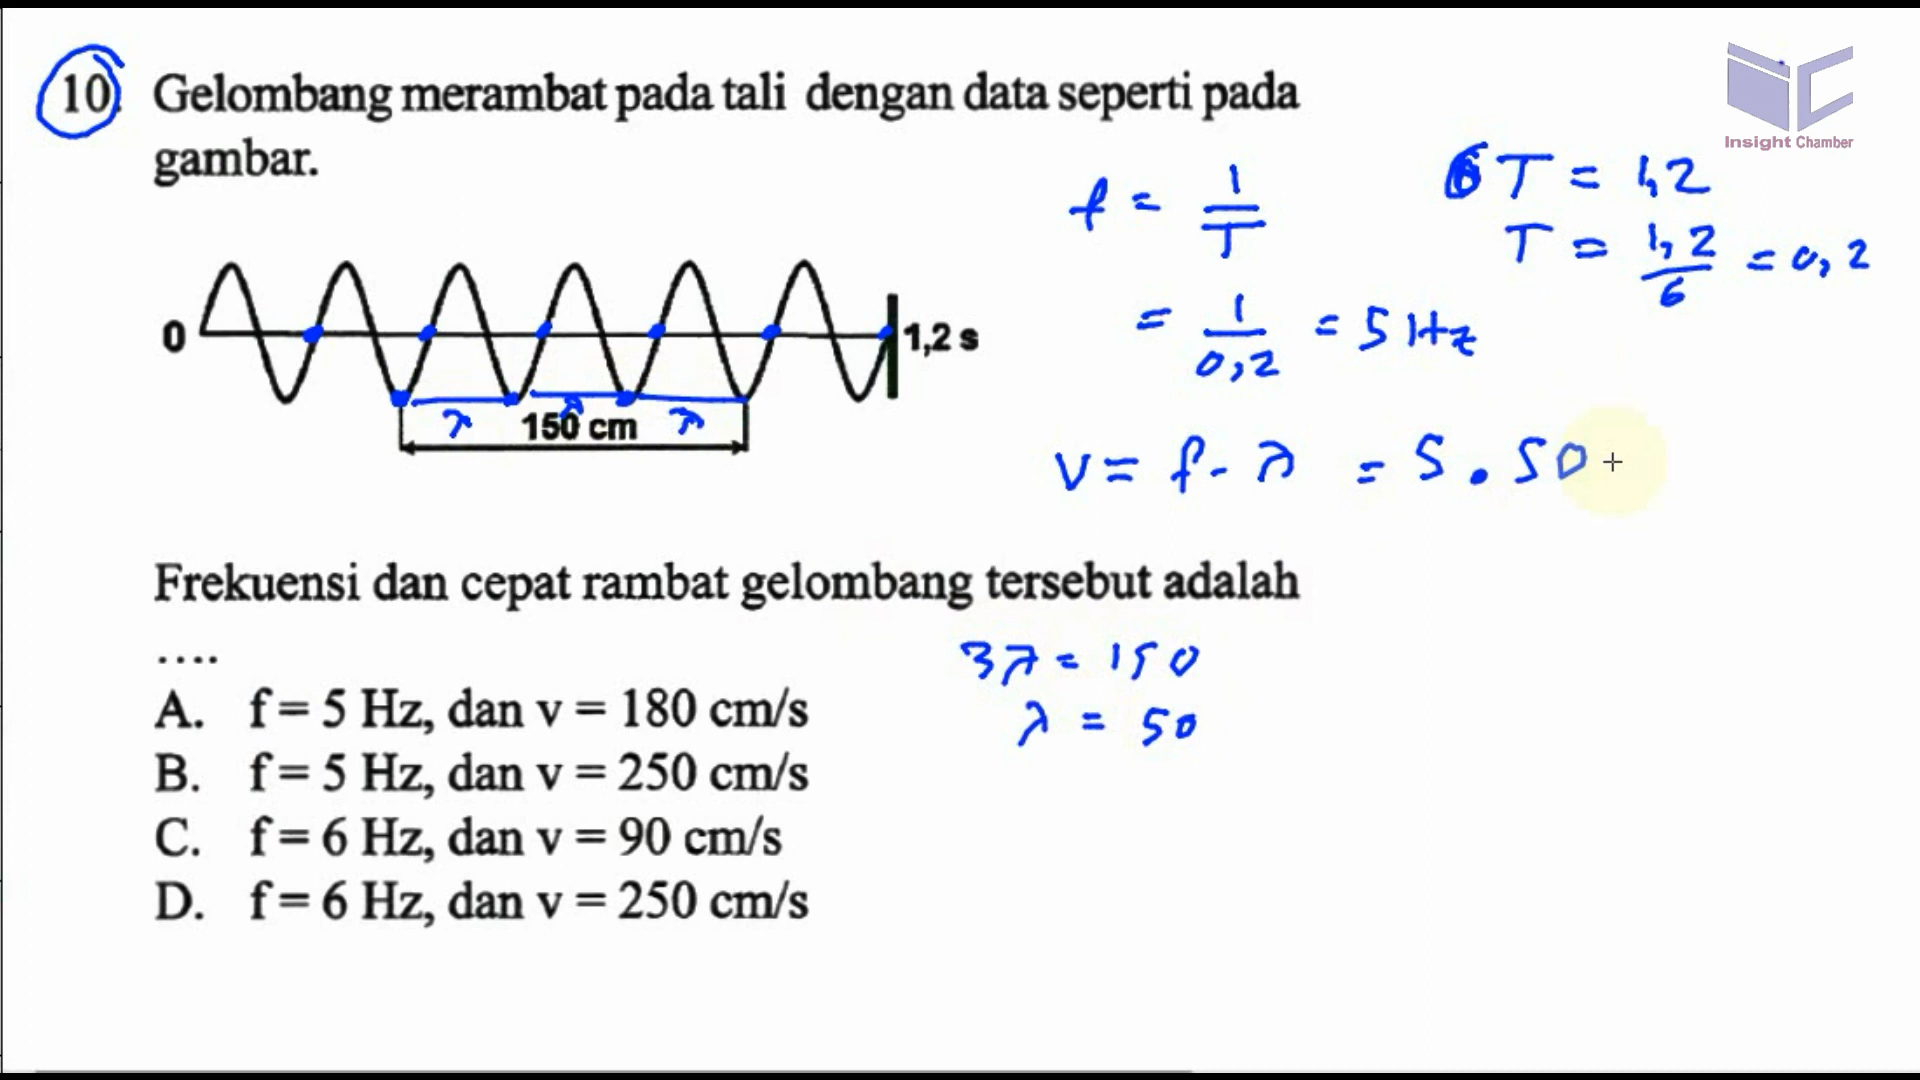 10. Gelombang merambat pada tali dengan data seperti pada
gambar.
Insight Chamber
f = 1/T
= 1/0,2 = 5 Hz
6T = 1,2
T = 1,2/6 = 0,2
0
1,2 s
λ λ λ
150 cm
v = f . λ = 5 . 50
Frekuensi dan cepat rambat gelombang tersebut adalah
....
3λ = 150
λ = 50
A. f = 5 Hz, dan v = 180 cm/s
B. f = 5 Hz, dan v = 250 cm/s
C. f = 6 Hz, dan v = 90 cm/s
D. f = 6 Hz, dan v = 250 cm/s